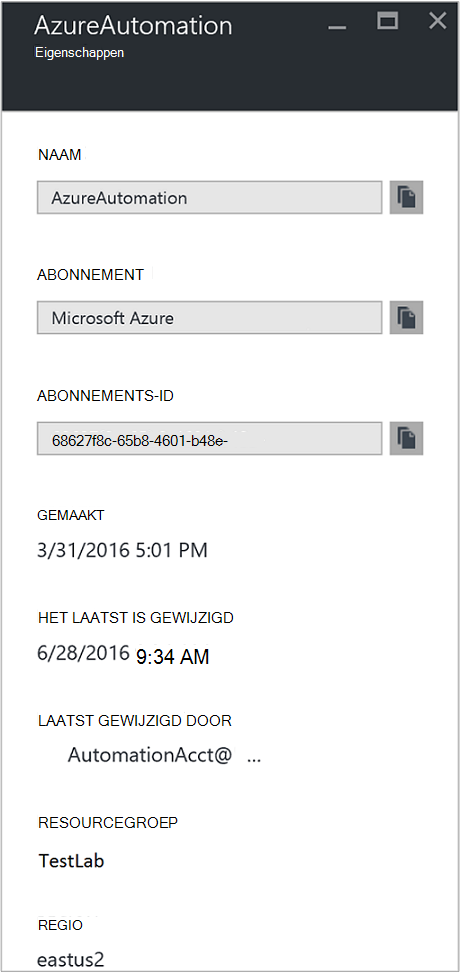 AzureAutomation
Eigenschappen
NAAM
AzureAutomation
ABONNEMENT
Microsoft Azure
ABONNEMENTS-ID
68627f8c-65b8-4601-b48e-
GEMAAKT
3/31/2016 5:01 PM
HET LAATST IS GEWIJZIGD
6/28/2016 9:34 AM
LAATST GEWIJZIGD DOOR
AutomationAcct@ ...
RESOURCEGROEP
TestLab
REGIO
eastus2